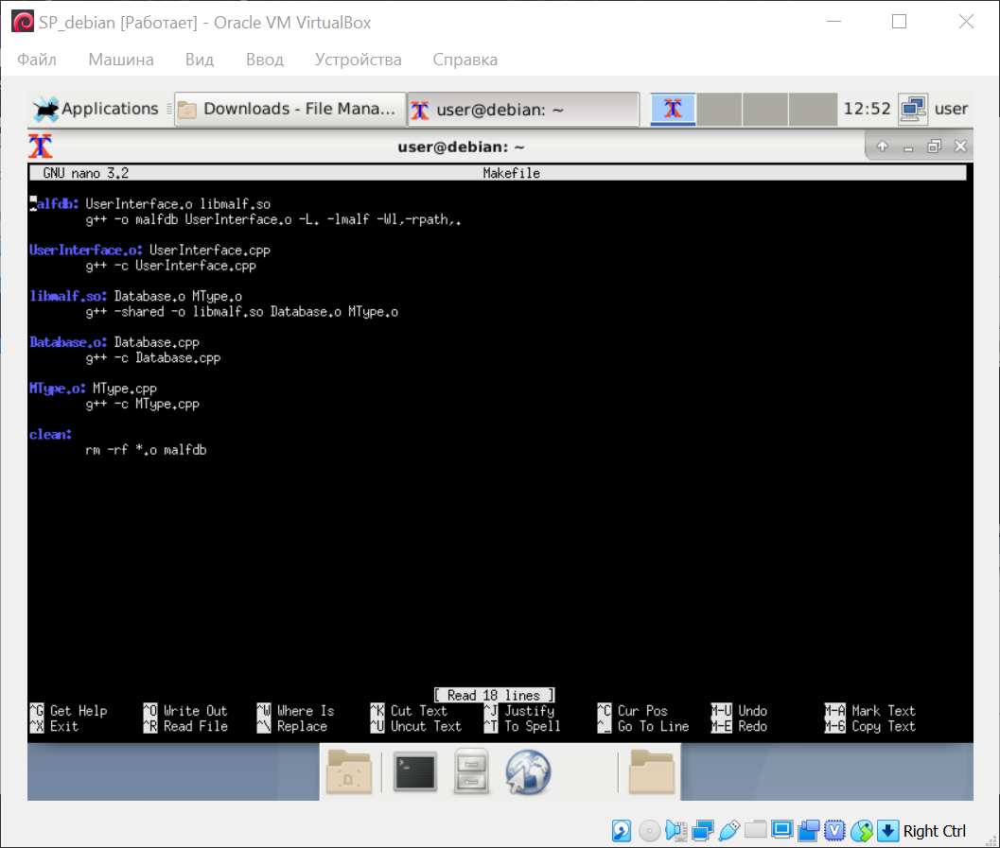 SP_debian [Работает] - Oracle VM VirtualBox
Файл Машина Вид Ввод Устройства Справка
Applications Downloads - File Mana... user@debian: ~ 12:52 user
user@debian: ~
GNU nano 3.2 Makefile
alfdb: UserInterface.o libmalf.so
g++ -o malfdb UserInterface.o -L. -lmalf -Wl,-rpath,.
UserInterface.o: UserInterface.cpp
g++ -c UserInterface.cpp
libmalf.so: Database.o MType.o
g++ -shared -o libmalf.so Database.o MType.o
Database.o: Database.cpp
g++ -c Database.cpp
MType.o: MType.cpp
g++ -c MType.cpp
clean:
rm -rf *.o malfdb
[ Read 18 lines ]
^G Get Help ^O Write Out ^W Where Is ^K Cut Text ^J Justify ^C Cur Pos M-U Undo M-A Mark Text
^X Exit ^R Read File ^\ Replace ^U Uncut Text ^T To Spell ^_ Go To Line M-E Redo M-6 Copy Text
Right Ctrl